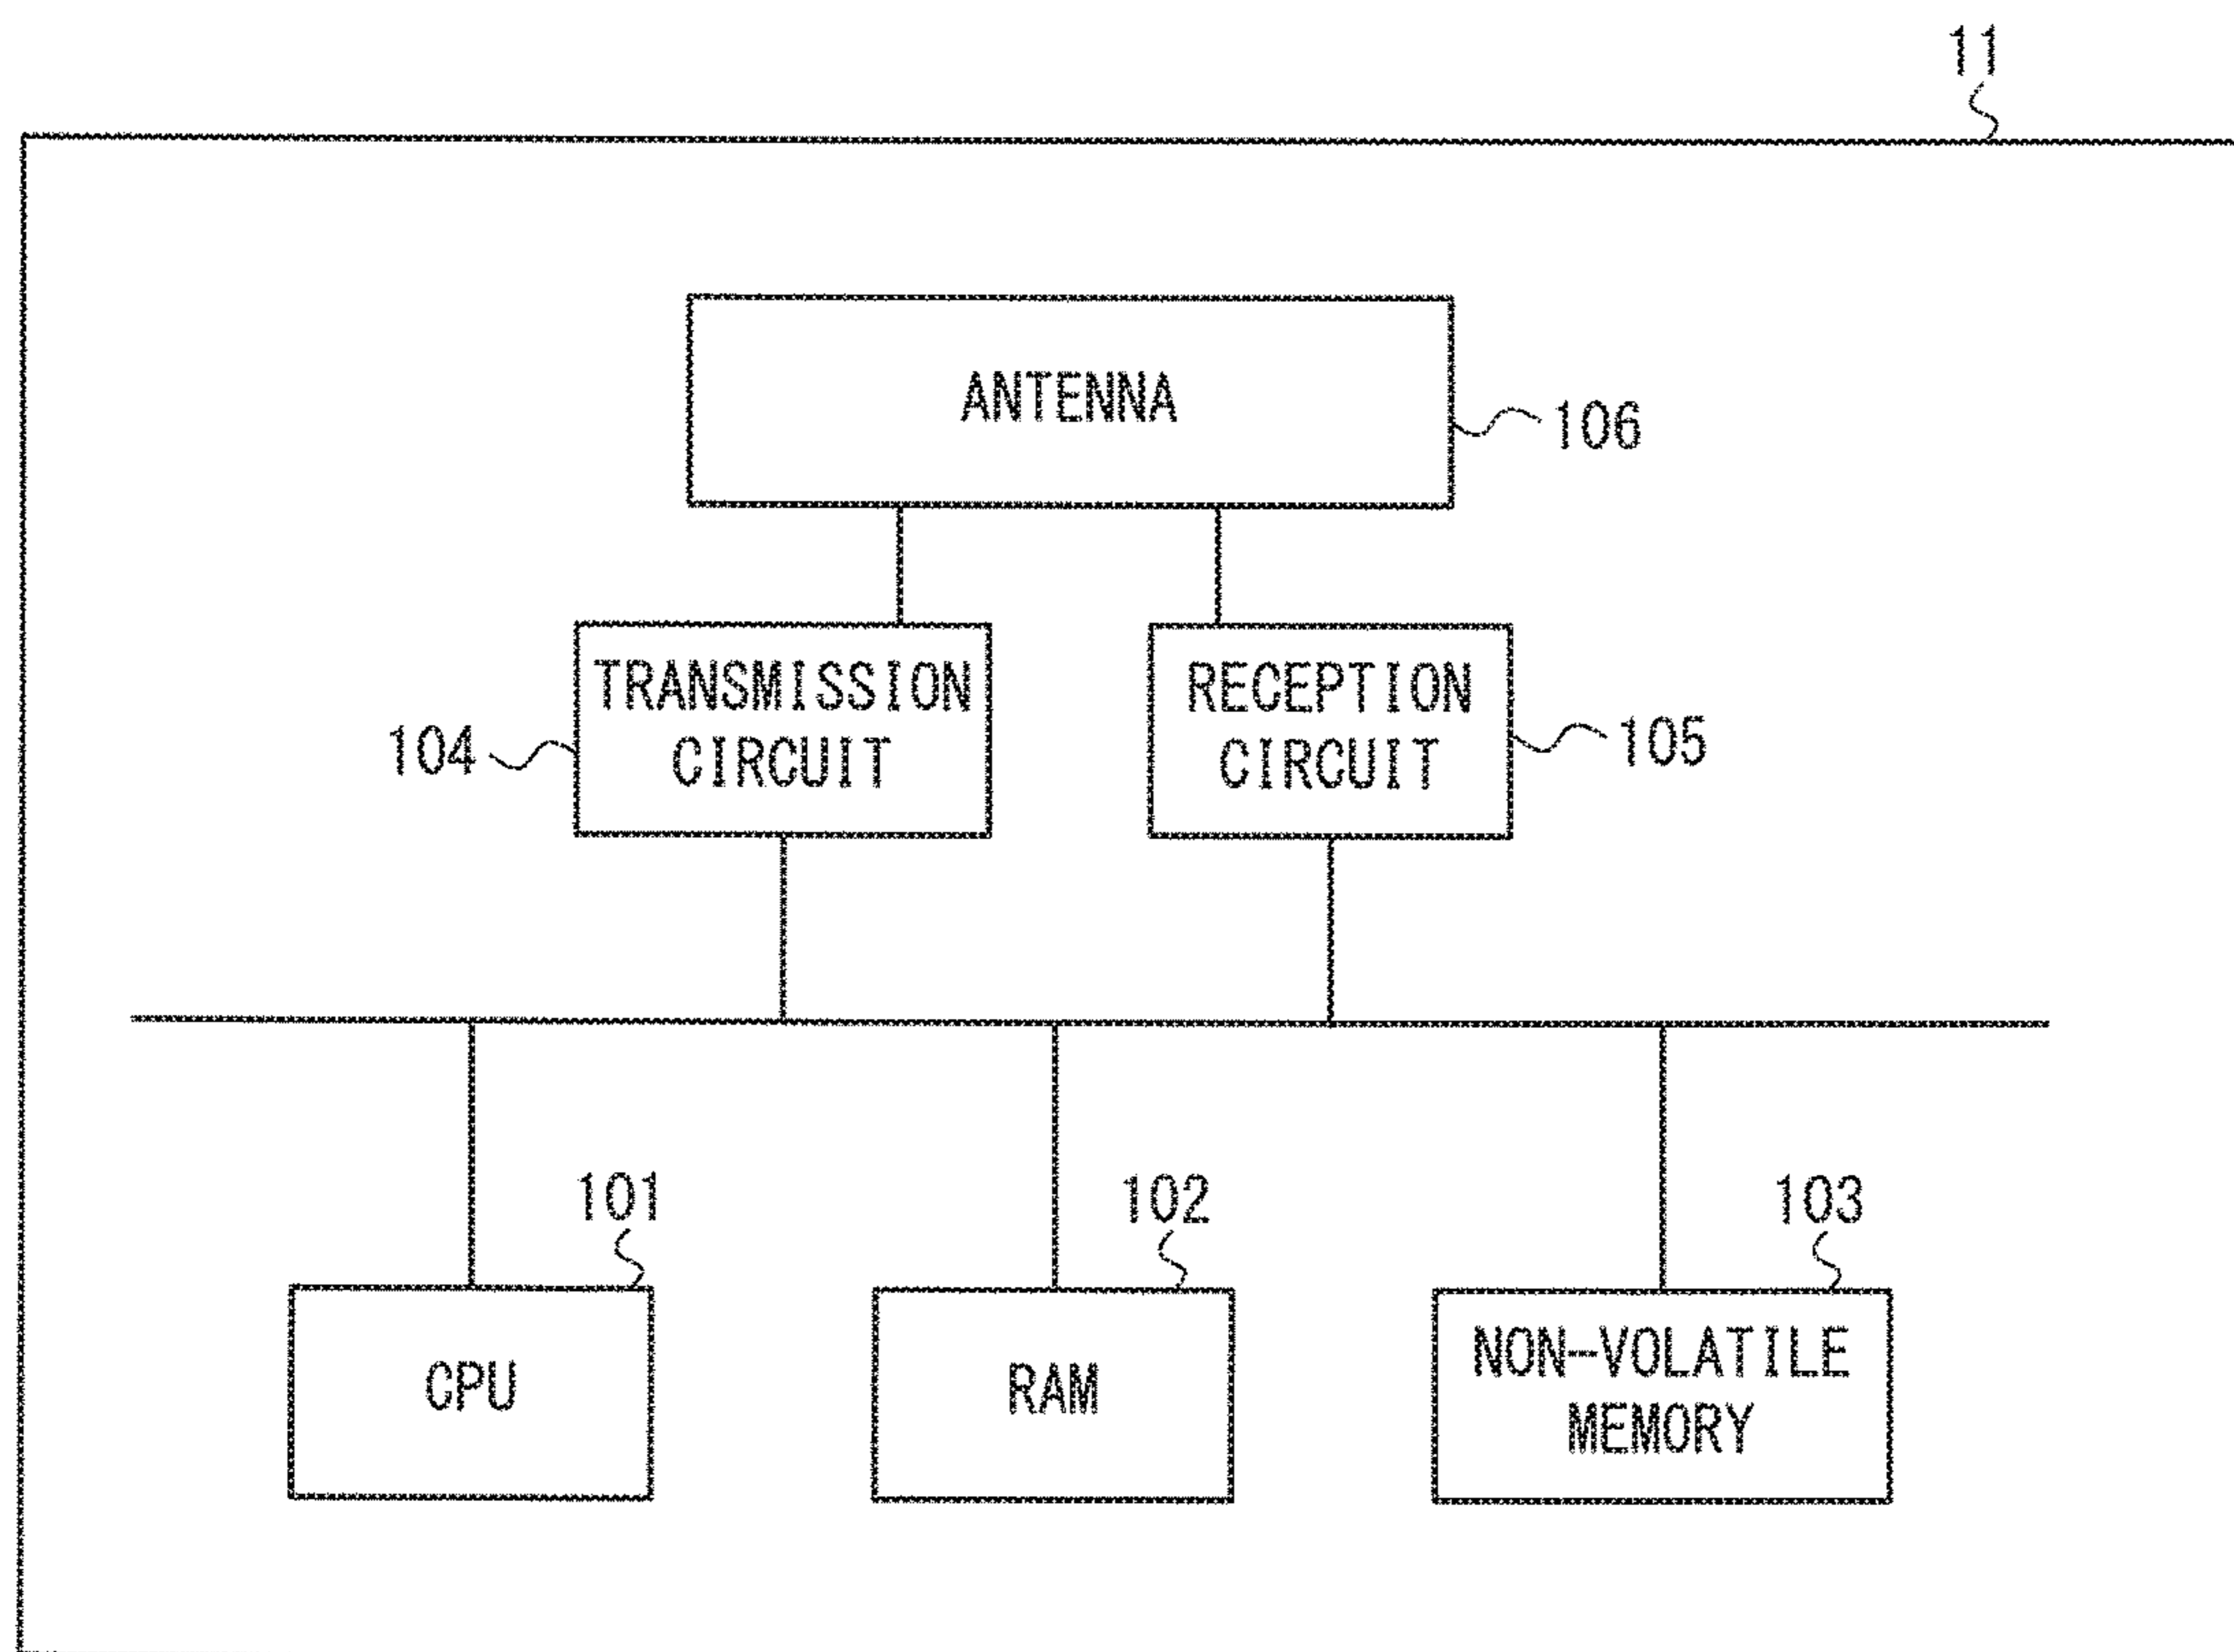 11
ANTENNA
106
TRANSMISSION
CIRCUIT
104
RECEPTION
CIRCUIT
105
101
CPU
102
RAM
103
NON-VOLATILE
MEMORY